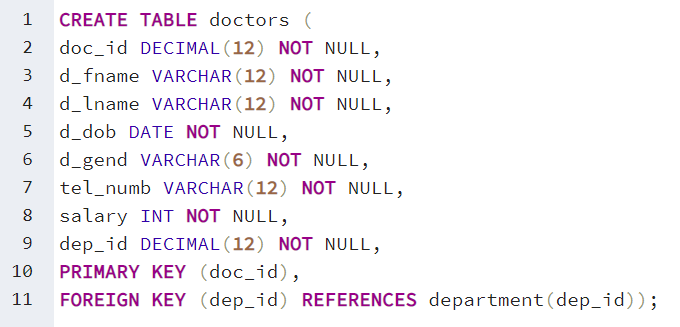 1 CREATE TABLE doctors (
2 doc_id DECIMAL(12) NOT NULL,
3 d_fname VARCHAR(12) NOT NULL,
4 d_lname VARCHAR(12) NOT NULL,
5 d_dob DATE NOT NULL,
6 d_gend VARCHAR(6) NOT NULL,
7 tel_numb VARCHAR(12) NOT NULL,
8 salary INT NOT NULL,
9 dep_id DECIMAL(12) NOT NULL,
10 PRIMARY KEY (doc_id),
11 FOREIGN KEY (dep_id) REFERENCES department(dep_id));